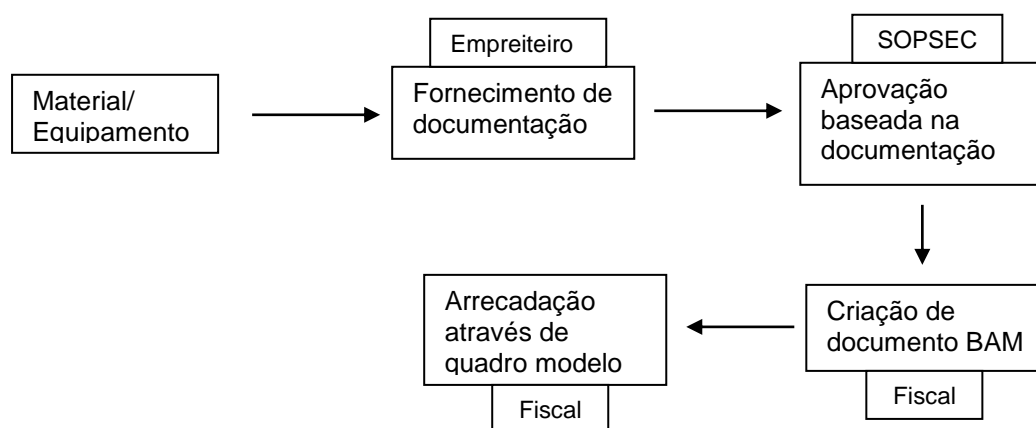 Material/
Equipamento
Empreiteiro
Fornecimento de
documentação
SOPSEC
Aprovação
baseada na
documentação
Criação de
documento BAM
Fiscal
Arrecadação
através de
quadro modelo
Fiscal